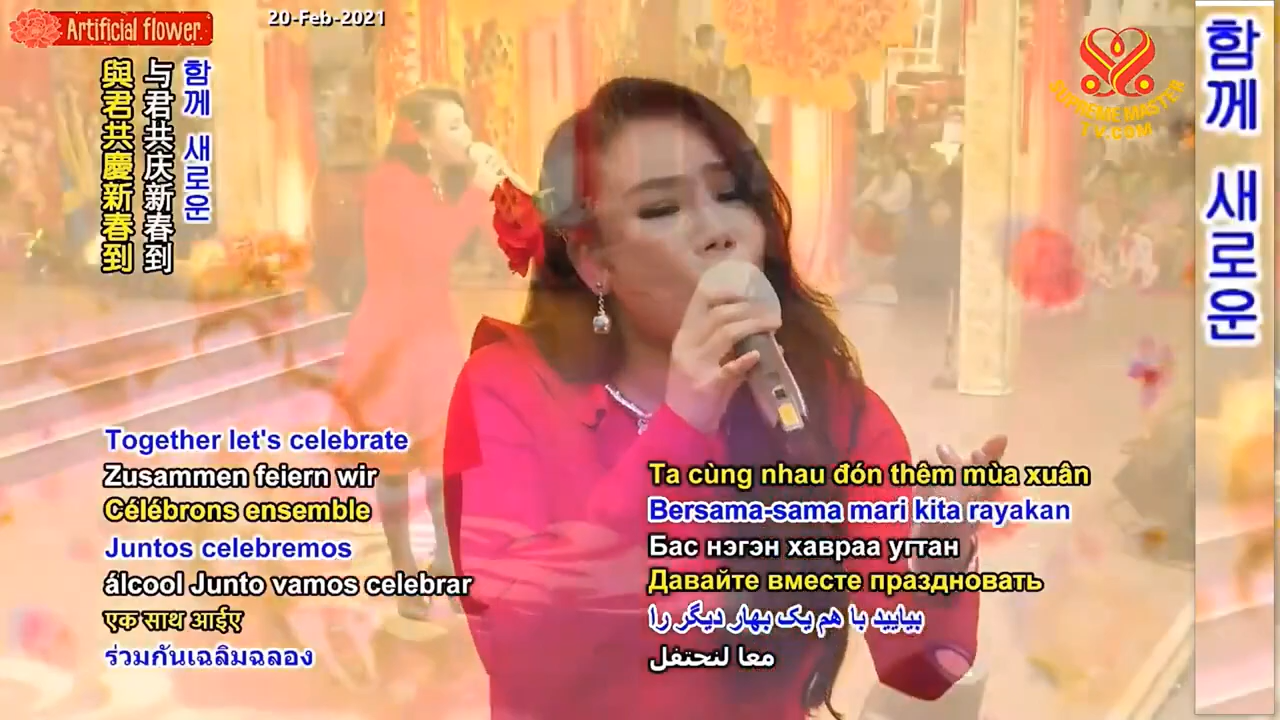 Artificial flower.
20-Feb-2021
SUPREME MASTER
TV.COM
함께 새로운
与君共庆新春到
與君共慶新春到
함께 새로운
Together let's celebrate
Zusammen feiern wir
Célébrons ensemble
Juntos celebremos
álcool Junto vamos celebrar
एक साथ आईए
ร่วมกันเฉลิมฉลอง
Ta cùng nhau đón thêm mùa xuân
Bersama-sama mari kita rayakan
Бас нэгэн хавраа угтан
Давайте вместе праздновать
بیایید با هم یک بهار دیگر را
معا لنحتفل